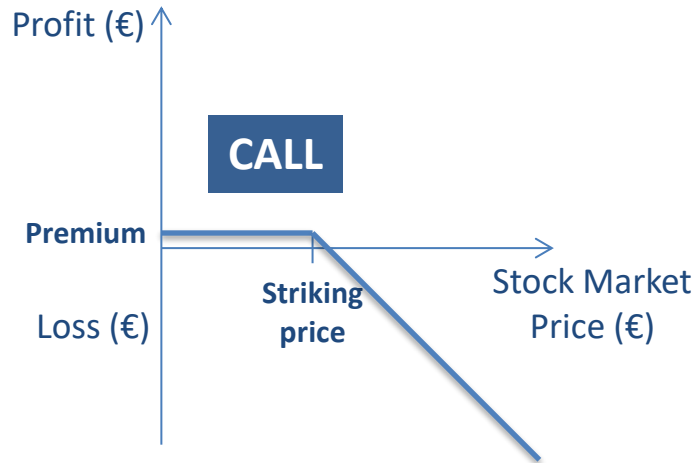 Profit (€)
CALL
Premium
Striking
price
Stock Market
Price (€)
Loss (€)